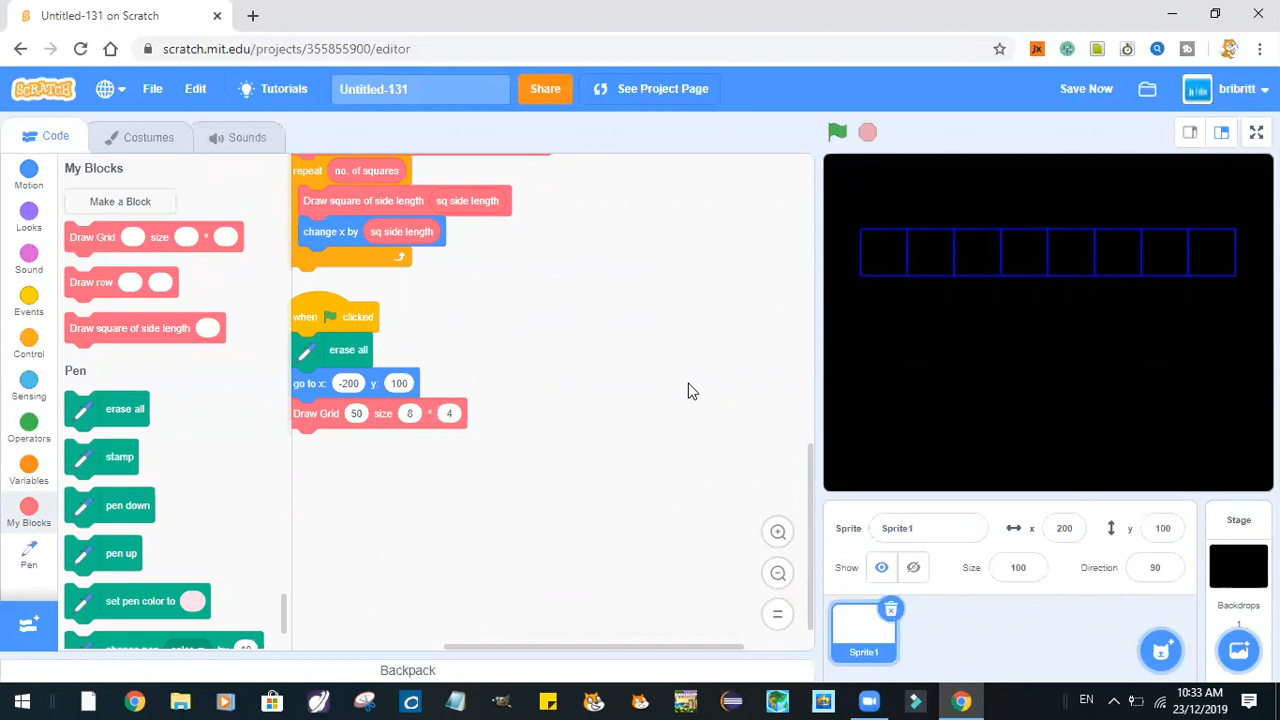 Untitled-131 on Scratch
scratch.mit.edu/projects/355855900/editor
Jx
SCRATCH
File
Edit
Tutorials
Untitled-131
Share
See Project Page
Save Now
bribritt
Code
Costumes
Sounds
Motion
Looks
Sound
Events
Control
Sensing
Operators
Variables
My Blocks
Pen
My Blocks
Make a Block
Draw Grid size *
Draw row
Draw square of side length
Pen
erase all
stamp
pen down
pen up
set pen color to
repeat no. of squares
Draw square of side length sq side length
change x by sq side length
when clicked
erase all
go to x: -200 y: 100
Draw Grid 50 size 8 * 4
Sprite Sprite1 x 200 y 100
Show Size 100 Direction 90
Sprite1
Stage
Backdrops
1
Backpack
EN
10:33 AM
23/12/2019